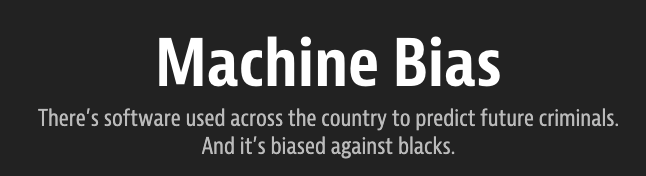 Machine Bias
There’s software used across the country to predict future criminals.
And it’s biased against blacks.